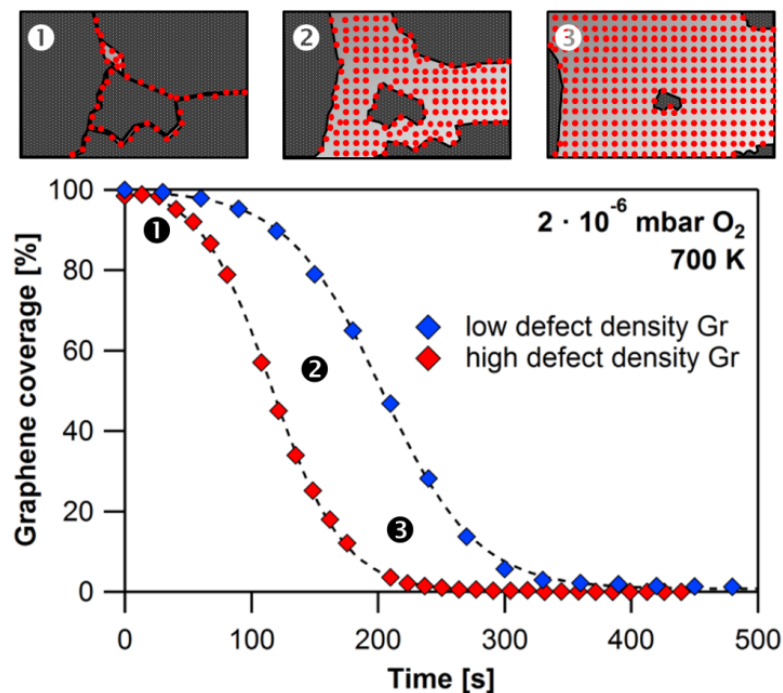 1
2
3
2 · 10⁻⁶ mbar O₂
700 K
low defect density Gr
high defect density Gr
1
2
3
Graphene coverage [%]
100
80
60
40
20
0
0 100 200 300 400 500
Time [s]